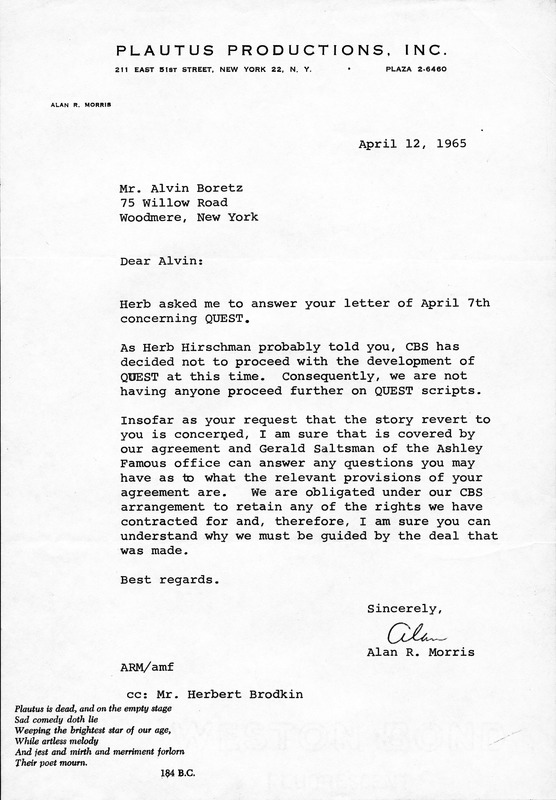 PLAUTUS PRODUCTIONS, INC.
211 EAST 51ST STREET, NEW YORK 22, N. Y. • PLAZA 2-6460
ALAN R. MORRIS
April 12, 1965
Mr. Alvin Boretz
75 Willow Road
Woodmere, New York
Dear Alvin:
Herb asked me to answer your letter of April 7th
concerning QUEST.
As Herb Hirschman probably told you, CBS has
decided not to proceed with the development of
QUEST at this time. Consequently, we are not
having anyone proceed further on QUEST scripts.
Insofar as your request that the story revert to
you is concerned, I am sure that is covered by
our agreement and Gerald Saltsman of the Ashley
Famous office can answer any questions you may
have as to what the relevant provisions of your
agreement are. We are obligated under our CBS
arrangement to retain any of the rights we have
contracted for and, therefore, I am sure you can
understand why we must be guided by the deal that
was made.
Best regards.
Sincerely,
Alan
Alan R. Morris
ARM/amf
cc: Mr. Herbert Brodkin
Plautus is dead, and on the empty stage
Sad comedy doth lie
Weeping the brightest star of our age,
While artless melody
And jest and mirth and merriment forlorn
Their poet mourn.
184 B.C.